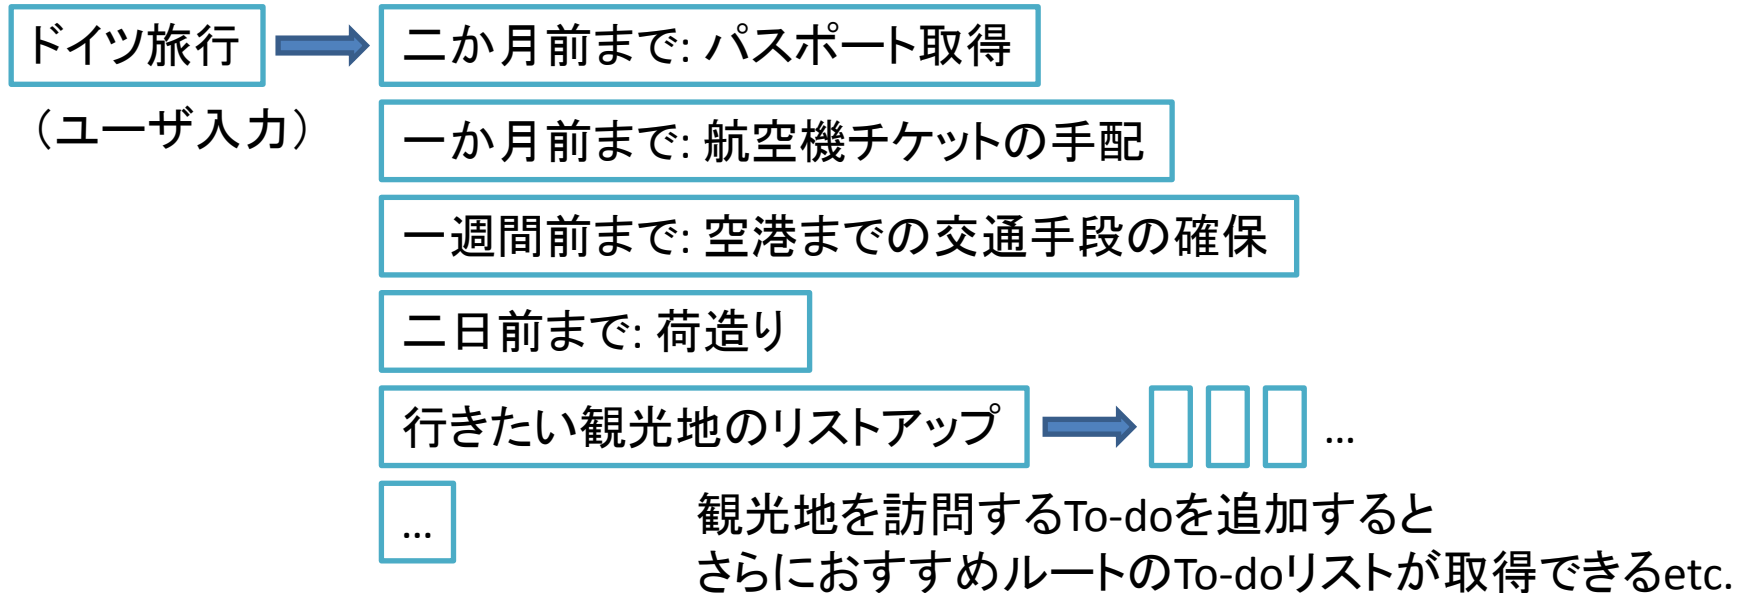 ドイツ旅行
(ユーザ入力)
二か月前まで: パスポート取得
一か月前まで: 航空機チケットの手配
一週間前まで: 空港までの交通手段の確保
二日前まで: 荷造り
行きたい観光地のリストアップ
...
...
観光地を訪問するTo-doを追加すると
さらにおすすめルートのTo-doリストが取得できるetc.